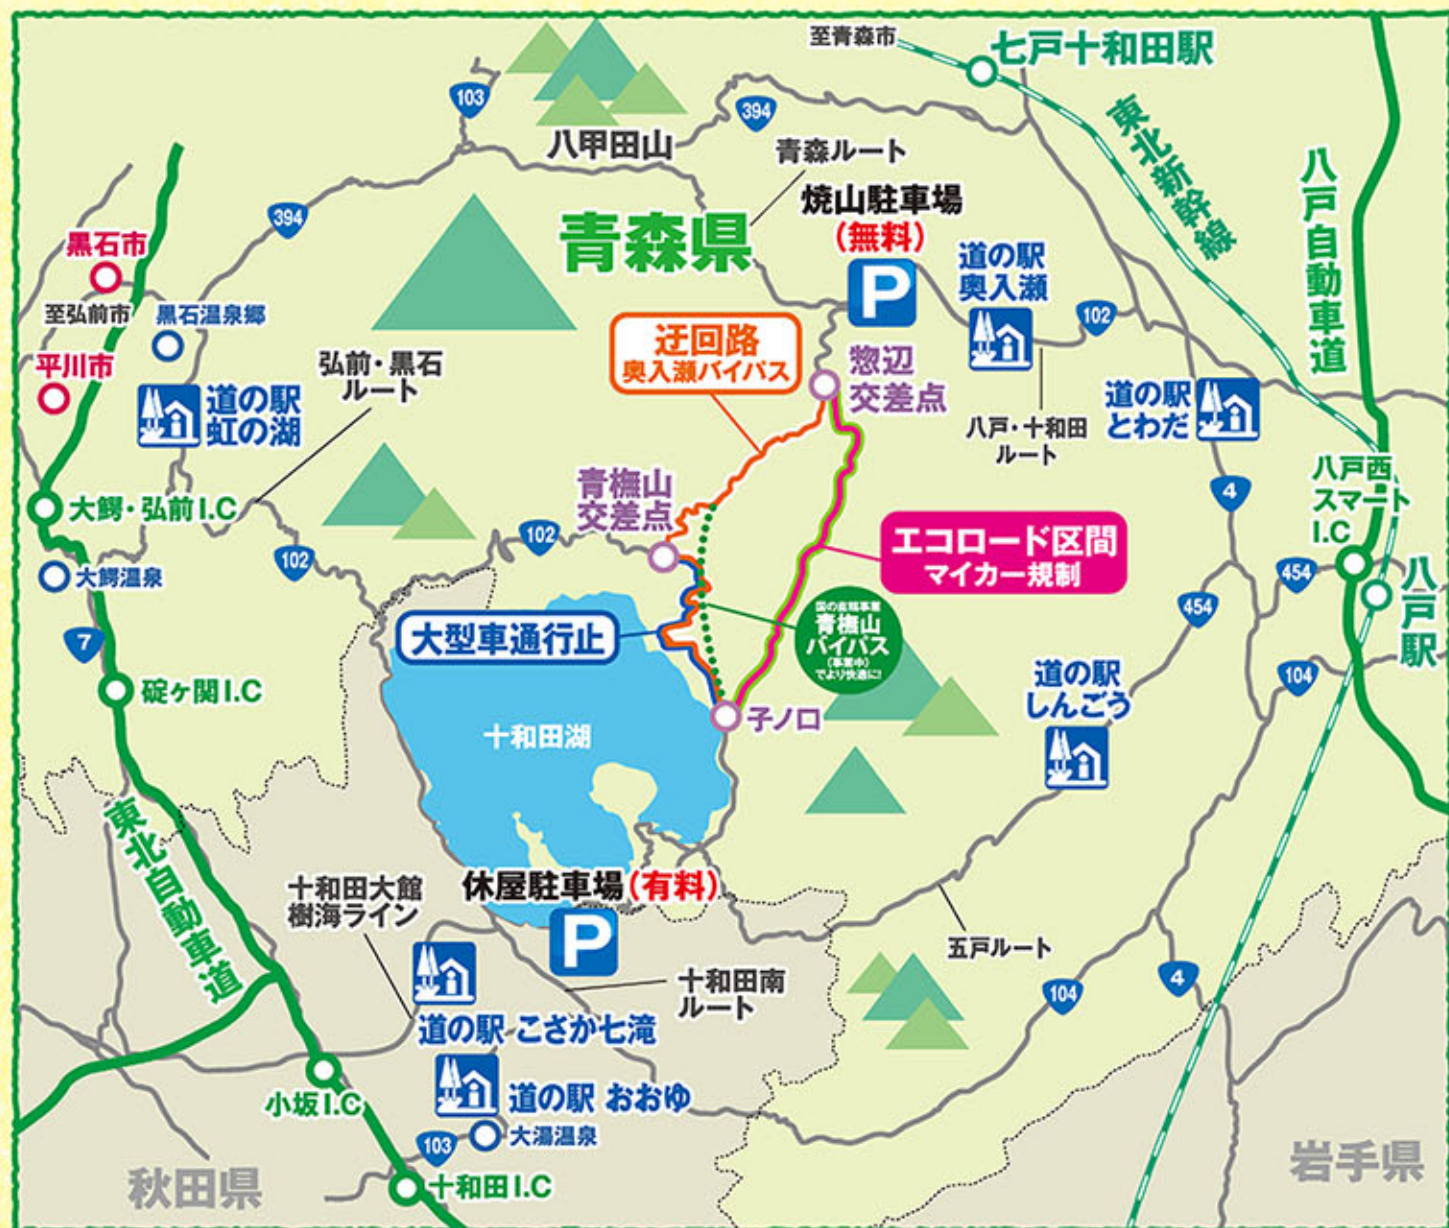 至青森市
七戸十和田駅
103
八甲田山
394
青森ルート
東北新幹線
八戸自動車道
394
青森県
焼山駐車場
(無料)
P
道の駅
奥入瀬
102
黒石市
至弘前市
黒石温泉郷
平川市
道の駅
虹の湖
弘前・黒石
ルート
迂回路
奥入瀬バイパス
惣辺
交差点
八戸・十和田
ルート
道の駅
とわだ
大鰐・弘前I.C
青橅山
交差点
4
八戸西
スマート
I.C
102
102
エコロード区間
マイカー規制
454
454
八戸駅
大鰐温泉
7
大型車通行止
国の直轄事業
青橅山
バイパス
(事業中)
でより快適に!
碇ヶ関I.C
十和田湖
子ノ口
道の駅
しんごう
104
東北自動車道
十和田大館
樹海ライン
休屋駐車場(有料)
P
五戸ルート
十和田南
ルート
104
4
道の駅 こさか七滝
小坂I.C
道の駅 おおゆ
103
大湯温泉
秋田県
十和田I.C
岩手県